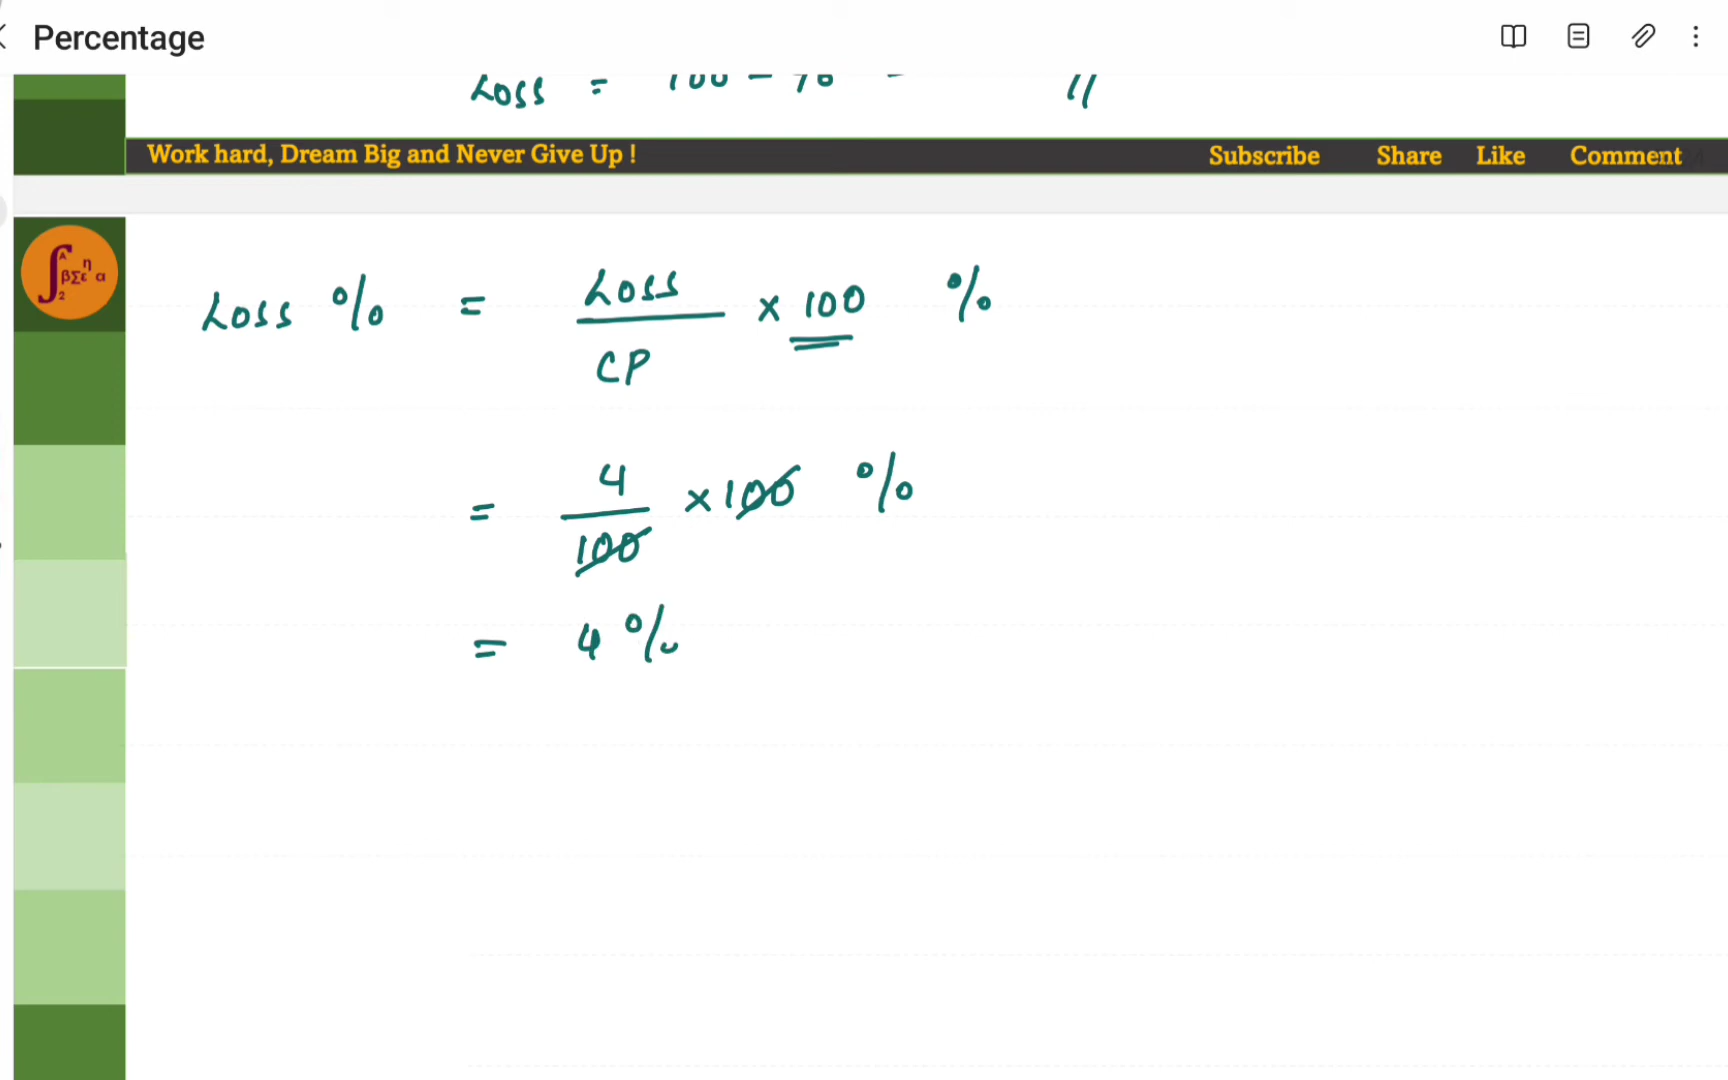 Percentage
Loss = 100 –
Work hard, Dream Big and Never Give Up !
Subscribe Share Like Comment
Loss % = Loss / CP × 100 %
= 4 / 100 × 100 %
= 4 %